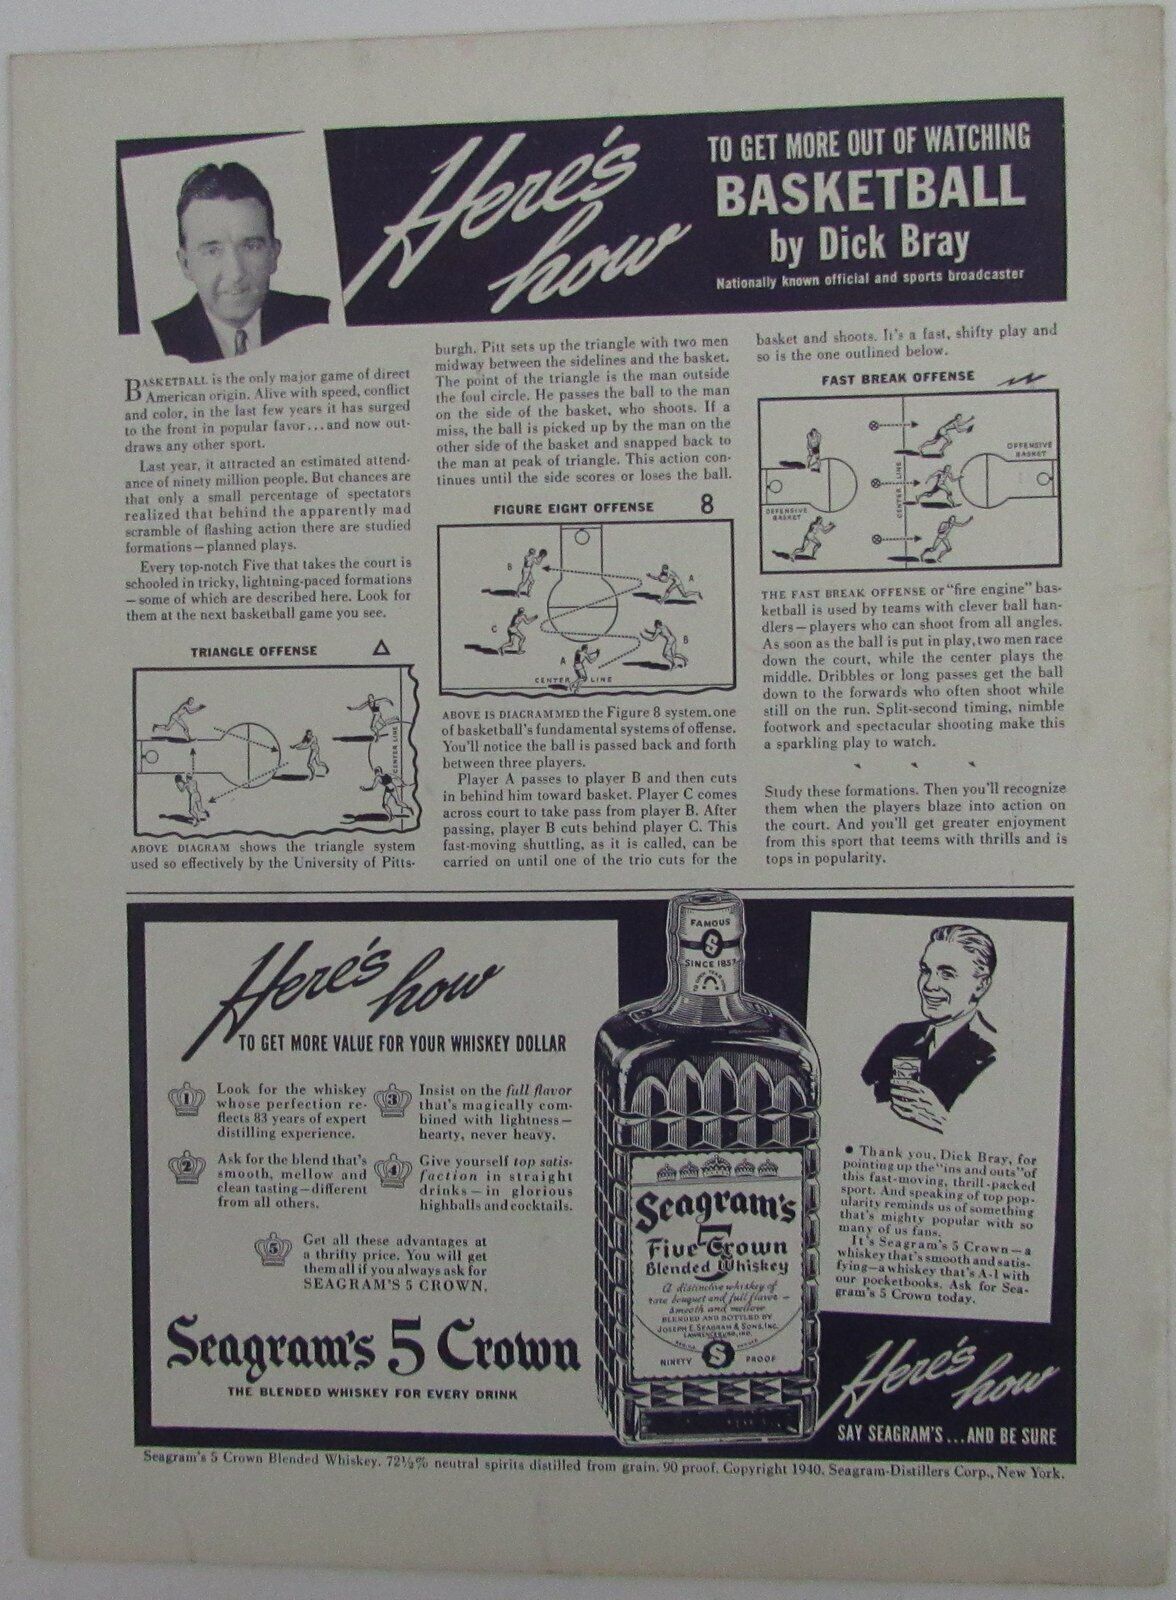 Here's
how
TO GET MORE OUT OF WATCHING
BASKETBALL
by Dick Bray
Nationally known official and sports broadcaster
BASKETBALL is the only major game of direct
American origin. Alive with speed, conflict
and color, in the last few years it has surged
to the front in popular favor...and now out-
draws any other sport.
Last year, it attracted an estimated attend-
ance of ninety million people. But chances are
that only a small percentage of spectators
realized that behind the apparently mad
scramble of flashing action there are studied
formations—planned plays.
Every top-notch Five that takes the court is
schooled in tricky, lightning-paced formations
—some of which are described here. Look for
them at the next basketball game you see.
TRIANGLE OFFENSE
CENTER LINE
ABOVE DIAGRAM shows the triangle system
used so effectively by the University of Pitts-
burgh. Pitt sets up the triangle with two men
midway between the sidelines and the basket.
The point of the triangle is the man outside
the foul circle. He passes the ball to the man
on the side of the basket, who shoots. If a
miss, the ball is picked up by the man on the
other side of the basket and snapped back to
the man at peak of triangle. This action con-
tinues until the side scores or loses the ball.
FIGURE EIGHT OFFENSE 8
B
A
C
B
A
CENTER LINE
ABOVE IS DIAGRAMMED the Figure 8 system, one
of basketball's fundamental systems of offense.
You'll notice the ball is passed back and forth
between three players.
Player A passes to player B and then cuts
in behind him toward basket. Player C comes
across court to take pass from player B. After
passing, player B cuts behind player C. This
fast-moving shuttling, as it is called, can be
carried on until one of the trio cuts for the
basket and shoots. It's a fast, shifty play and
so is the one outlined below.
FAST BREAK OFFENSE
OFFENSIVE
BASKET
CENTER LINE
DEFENSIVE
BASKET
THE FAST BREAK OFFENSE or "fire engine" bas-
ketball is used by teams with clever ball han-
dlers—players who can shoot from all angles.
As soon as the ball is put in play, two men race
down the court, while the center plays the
middle. Dribbles or long passes get the ball
down to the forwards who often shoot while
still on the run. Split-second timing, nimble
footwork and spectacular shooting make this
a sparkling play to watch.
Study these formations. Then you'll recognize
them when the players blaze into action on
the court. And you'll get greater enjoyment
from this sport that teems with thrills and is
tops in popularity.
Here's how
TO GET MORE VALUE FOR YOUR WHISKEY DOLLAR
1 Look for the whiskey
whose perfection re-
flects 83 years of expert
distilling experience.
2 Ask for the blend that's
smooth, mellow and
clean tasting—different
from all others.
3 Insist on the full flavor
that's magically com-
bined with lightness—
hearty, never heavy.
4 Give yourself top satis-
faction in straight
drinks—in glorious
highballs and cocktails.
5 Get all these advantages at
a thrifty price. You will get
them all if you always ask for
SEAGRAM'S 5 CROWN.
Seagram's 5 Crown
THE BLENDED WHISKEY FOR EVERY DRINK
FAMOUS
S
SINCE 1857
Seagram's
5
Five Crown
Blended Whiskey
A distinctive whiskey of
rare bouquet and full flavor—
smooth and mellow
BLENDED AND BOTTLED BY
JOSEPH E. SEAGRAM & SONS, INC.
LAWRENCEBURG, IND.
NINETY S PROOF
• Thank you, Dick Bray, for
pointing up the "ins and outs" of
this fast-moving, thrill-packed
sport. And speaking of top pop-
ularity reminds us of something
that's mighty popular with so
many of us fans.
It's Seagram's 5 Crown—a
whiskey that's smooth and satis-
fying—a whiskey that's A-1 with
our pocketbooks. Ask for Sea-
gram's 5 Crown today.
Here's
how
SAY SEAGRAM'S...AND BE SURE
Seagram's 5 Crown Blended Whiskey. 72½% neutral spirits distilled from grain. 90 proof. Copyright 1940. Seagram-Distillers Corp., New York.